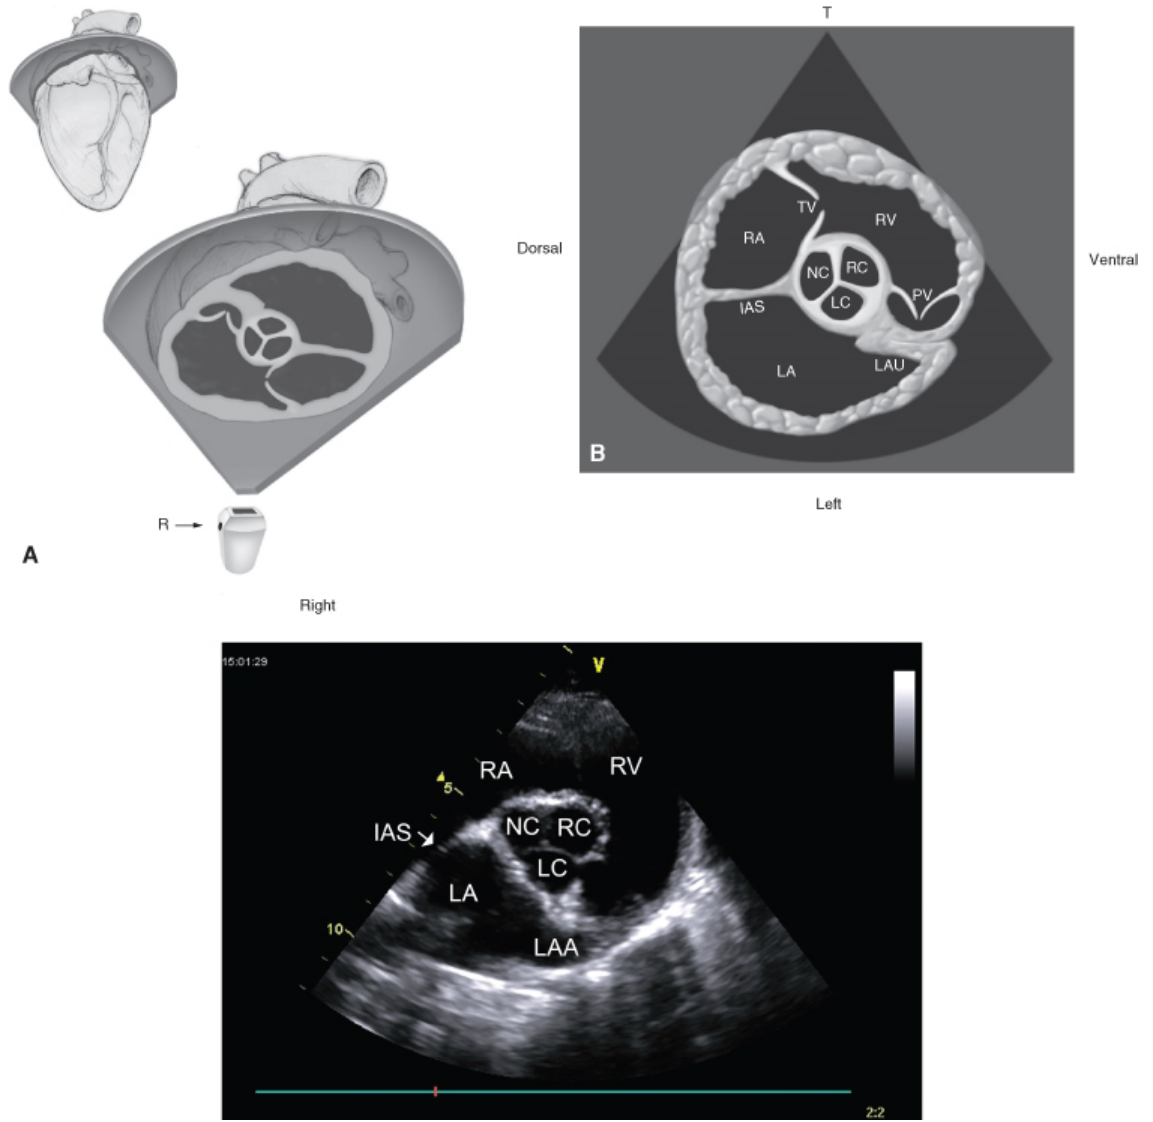 T
Dorsal
Ventral
TV
RV
RA
NC
RC
LC
PV
IAS
LA
LAU
B
Left
R
A
Right
15:01:29
V
RA
RV
5
IAS
NC
RC
LC
LA
10
LAA
2:2